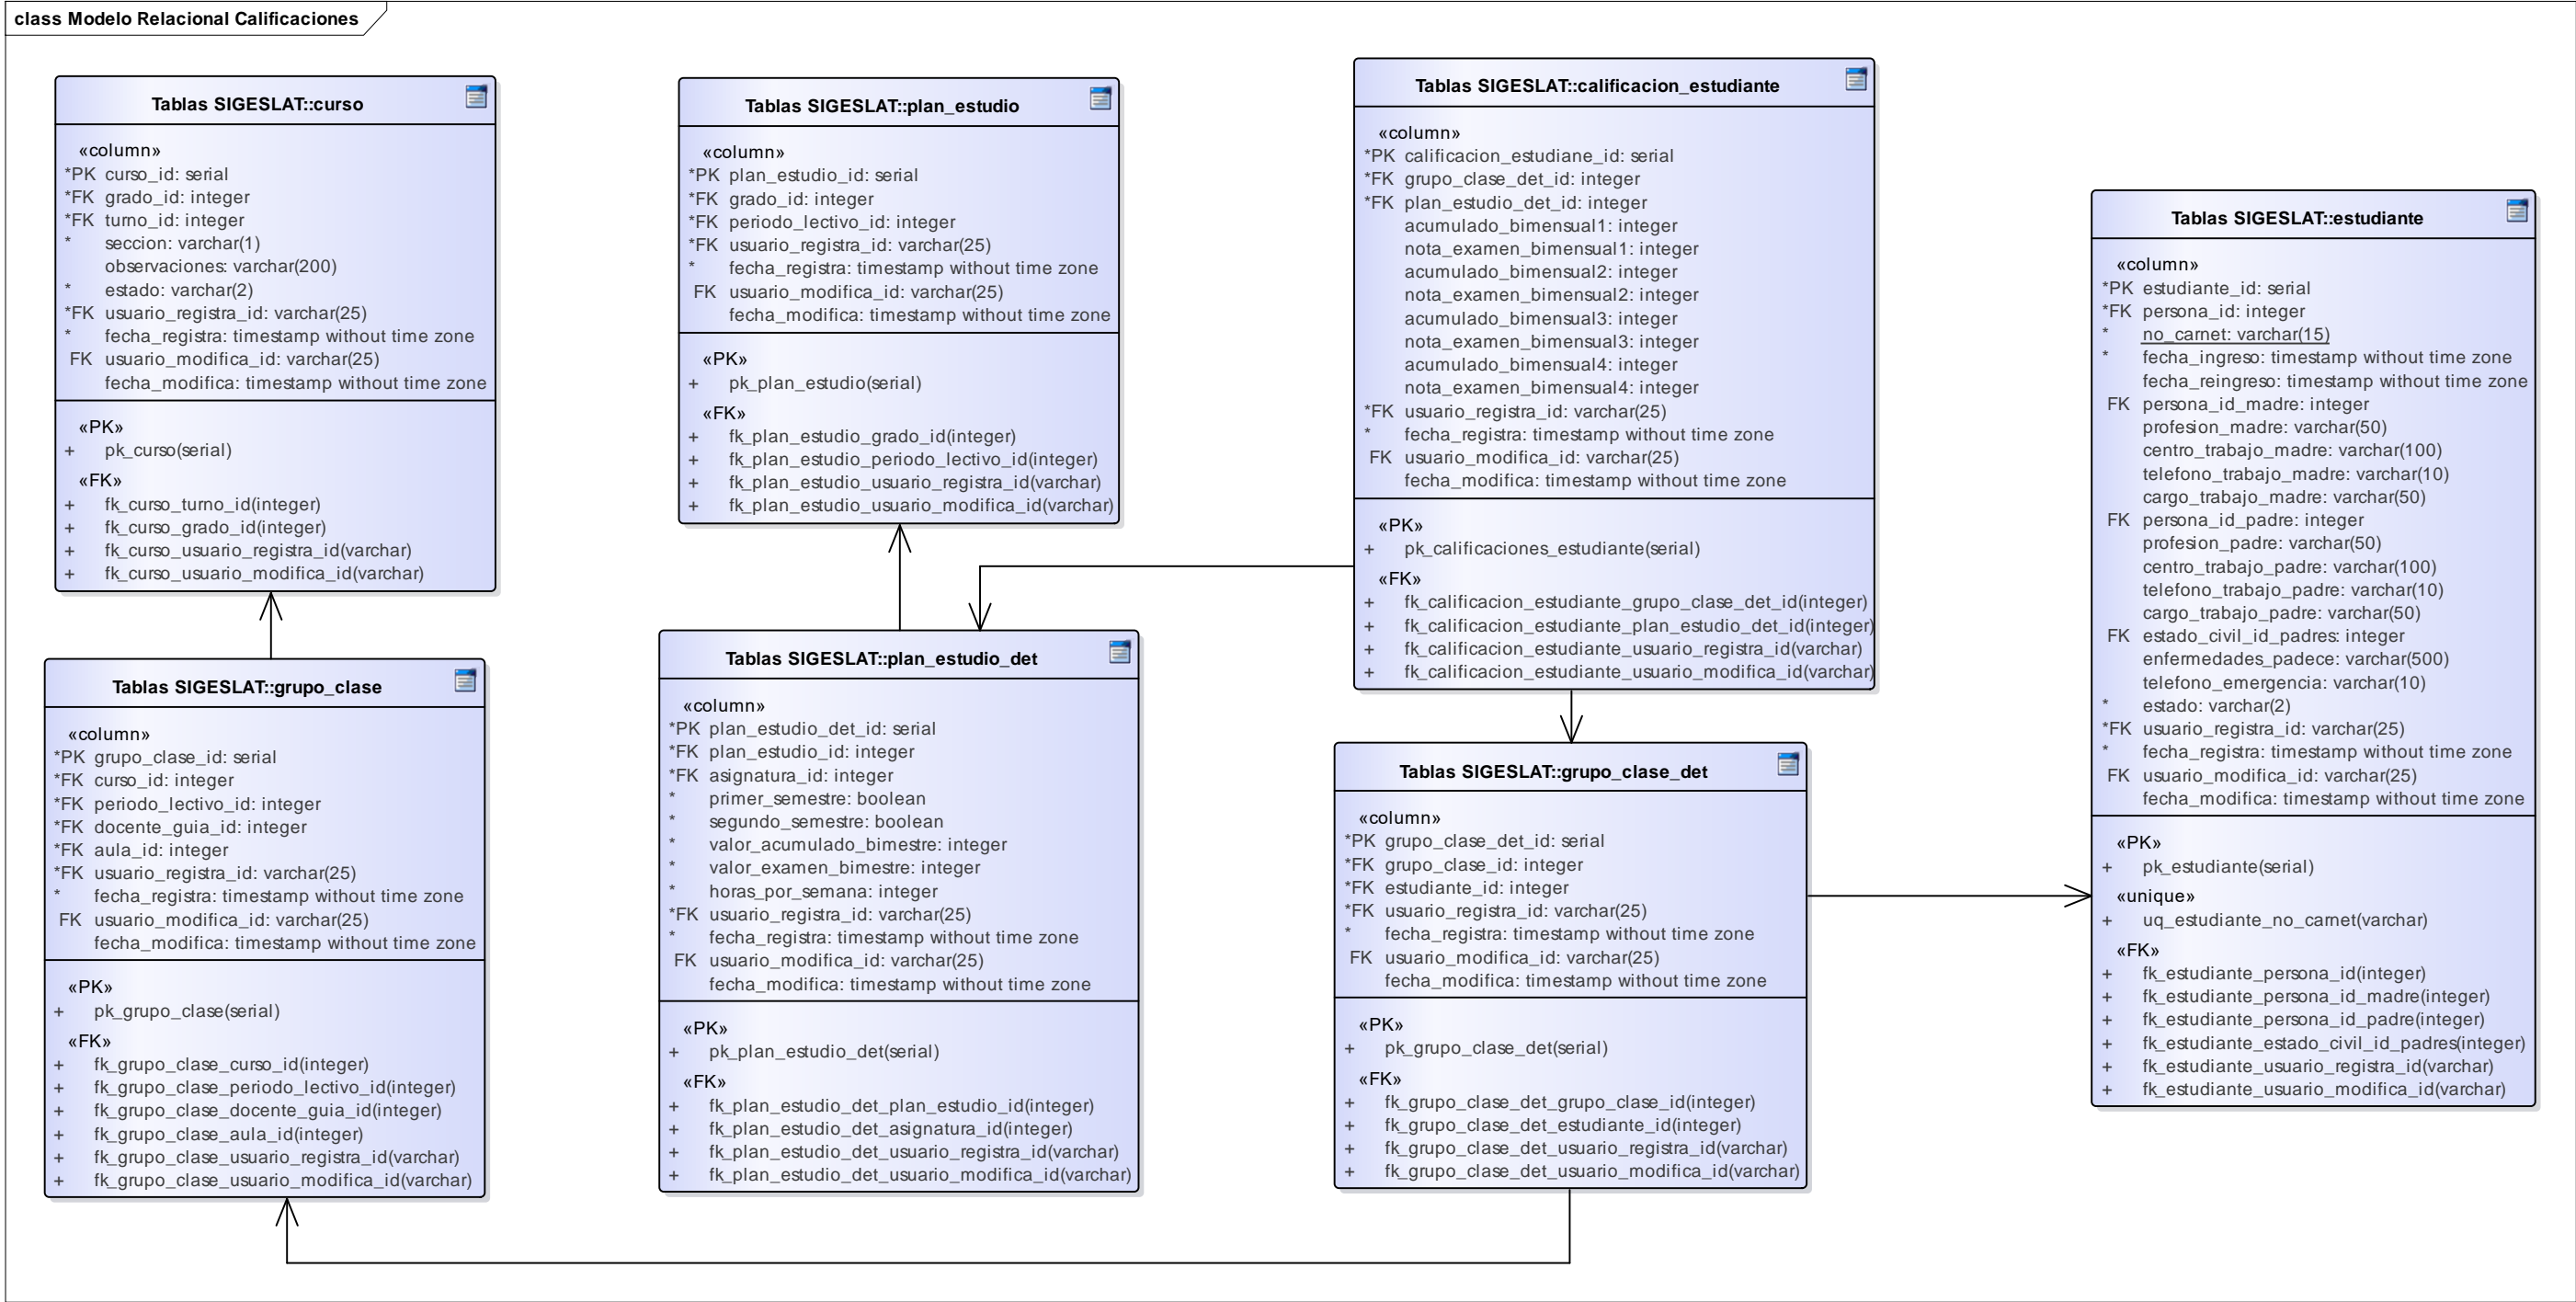 class Modelo Relacional Calificaciones
Tablas SIGESLAT::curso
«column»
*PK curso_id: serial
*FK grado_id: integer
*FK turno_id: integer
* seccion: varchar(1)
observaciones: varchar(200)
* estado: varchar(2)
*FK usuario_registra_id: varchar(25)
* fecha_registra: timestamp without time zone
FK usuario_modifica_id: varchar(25)
fecha_modifica: timestamp without time zone
«PK»
+ pk_curso(serial)
«FK»
+ fk_curso_turno_id(integer)
+ fk_curso_grado_id(integer)
+ fk_curso_usuario_registra_id(varchar)
+ fk_curso_usuario_modifica_id(varchar)
Tablas SIGESLAT::grupo_clase
«column»
*PK grupo_clase_id: serial
*FK curso_id: integer
*FK periodo_lectivo_id: integer
*FK docente_guia_id: integer
*FK aula_id: integer
*FK usuario_registra_id: varchar(25)
* fecha_registra: timestamp without time zone
FK usuario_modifica_id: varchar(25)
fecha_modifica: timestamp without time zone
«PK»
+ pk_grupo_clase(serial)
«FK»
+ fk_grupo_clase_curso_id(integer)
+ fk_grupo_clase_periodo_lectivo_id(integer)
+ fk_grupo_clase_docente_guia_id(integer)
+ fk_grupo_clase_aula_id(integer)
+ fk_grupo_clase_usuario_registra_id(varchar)
+ fk_grupo_clase_usuario_modifica_id(varchar)
Tablas SIGESLAT::plan_estudio
«column»
*PK plan_estudio_id: serial
*FK grado_id: integer
*FK periodo_lectivo_id: integer
*FK usuario_registra_id: varchar(25)
* fecha_registra: timestamp without time zone
FK usuario_modifica_id: varchar(25)
fecha_modifica: timestamp without time zone
«PK»
+ pk_plan_estudio(serial)
«FK»
+ fk_plan_estudio_grado_id(integer)
+ fk_plan_estudio_periodo_lectivo_id(integer)
+ fk_plan_estudio_usuario_registra_id(varchar)
+ fk_plan_estudio_usuario_modifica_id(varchar)
Tablas SIGESLAT::plan_estudio_det
«column»
*PK plan_estudio_det_id: serial
*FK plan_estudio_id: integer
*FK asignatura_id: integer
* primer_semestre: boolean
* segundo_semestre: boolean
* valor_acumulado_bimestre: integer
* valor_examen_bimestre: integer
* horas_por_semana: integer
*FK usuario_registra_id: varchar(25)
* fecha_registra: timestamp without time zone
FK usuario_modifica_id: varchar(25)
fecha_modifica: timestamp without time zone
«PK»
+ pk_plan_estudio_det(serial)
«FK»
+ fk_plan_estudio_det_plan_estudio_id(integer)
+ fk_plan_estudio_det_asignatura_id(integer)
+ fk_plan_estudio_det_usuario_registra_id(varchar)
+ fk_plan_estudio_det_usuario_modifica_id(varchar)
Tablas SIGESLAT::calificacion_estudiante
«column»
*PK calificacion_estudiane_id: serial
*FK grupo_clase_det_id: integer
*FK plan_estudio_det_id: integer
acumulado_bimensual1: integer
nota_examen_bimensual1: integer
acumulado_bimensual2: integer
nota_examen_bimensual2: integer
acumulado_bimensual3: integer
nota_examen_bimensual3: integer
acumulado_bimensual4: integer
nota_examen_bimensual4: integer
*FK usuario_registra_id: varchar(25)
* fecha_registra: timestamp without time zone
FK usuario_modifica_id: varchar(25)
fecha_modifica: timestamp without time zone
«PK»
+ pk_calificaciones_estudiante(serial)
«FK»
+ fk_calificacion_estudiante_grupo_clase_det_id(integer)
+ fk_calificacion_estudiante_plan_estudio_det_id(integer)
+ fk_calificacion_estudiante_usuario_registra_id(varchar)
+ fk_calificacion_estudiante_usuario_modifica_id(varchar)
Tablas SIGESLAT::grupo_clase_det
«column»
*PK grupo_clase_det_id: serial
*FK grupo_clase_id: integer
*FK estudiante_id: integer
*FK usuario_registra_id: varchar(25)
* fecha_registra: timestamp without time zone
FK usuario_modifica_id: varchar(25)
fecha_modifica: timestamp without time zone
«PK»
+ pk_grupo_clase_det(serial)
«FK»
+ fk_grupo_clase_det_grupo_clase_id(integer)
+ fk_grupo_clase_det_estudiante_id(integer)
+ fk_grupo_clase_det_usuario_registra_id(varchar)
+ fk_grupo_clase_det_usuario_modifica_id(varchar)
Tablas SIGESLAT::estudiante
«column»
*PK estudiante_id: serial
*FK persona_id: integer
* no_carnet: varchar(15)
* fecha_ingreso: timestamp without time zone
fecha_reingreso: timestamp without time zone
FK persona_id_madre: integer
profesion_madre: varchar(50)
centro_trabajo_madre: varchar(100)
telefono_trabajo_madre: varchar(10)
cargo_trabajo_madre: varchar(50)
FK persona_id_padre: integer
profesion_padre: varchar(50)
centro_trabajo_padre: varchar(100)
telefono_trabajo_padre: varchar(10)
cargo_trabajo_padre: varchar(50)
FK estado_civil_id_padres: integer
enfermedades_padece: varchar(500)
telefono_emergencia: varchar(10)
* estado: varchar(2)
*FK usuario_registra_id: varchar(25)
* fecha_registra: timestamp without time zone
FK usuario_modifica_id: varchar(25)
fecha_modifica: timestamp without time zone
«PK»
+ pk_estudiante(serial)
«unique»
+ uq_estudiante_no_carnet(varchar)
«FK»
+ fk_estudiante_persona_id(integer)
+ fk_estudiante_persona_id_madre(integer)
+ fk_estudiante_persona_id_padre(integer)
+ fk_estudiante_estado_civil_id_padres(integer)
+ fk_estudiante_usuario_registra_id(varchar)
+ fk_estudiante_usuario_modifica_id(varchar)